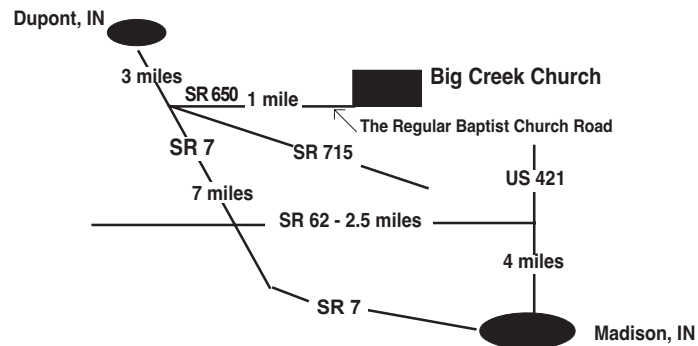 Dupont, IN
3 miles
Big Creek Church
SR 650
1 mile
The Regular Baptist Church Road
SR 7
SR 715
US 421
7 miles
SR 62 - 2.5 miles
4 miles
SR 7
Madison, IN